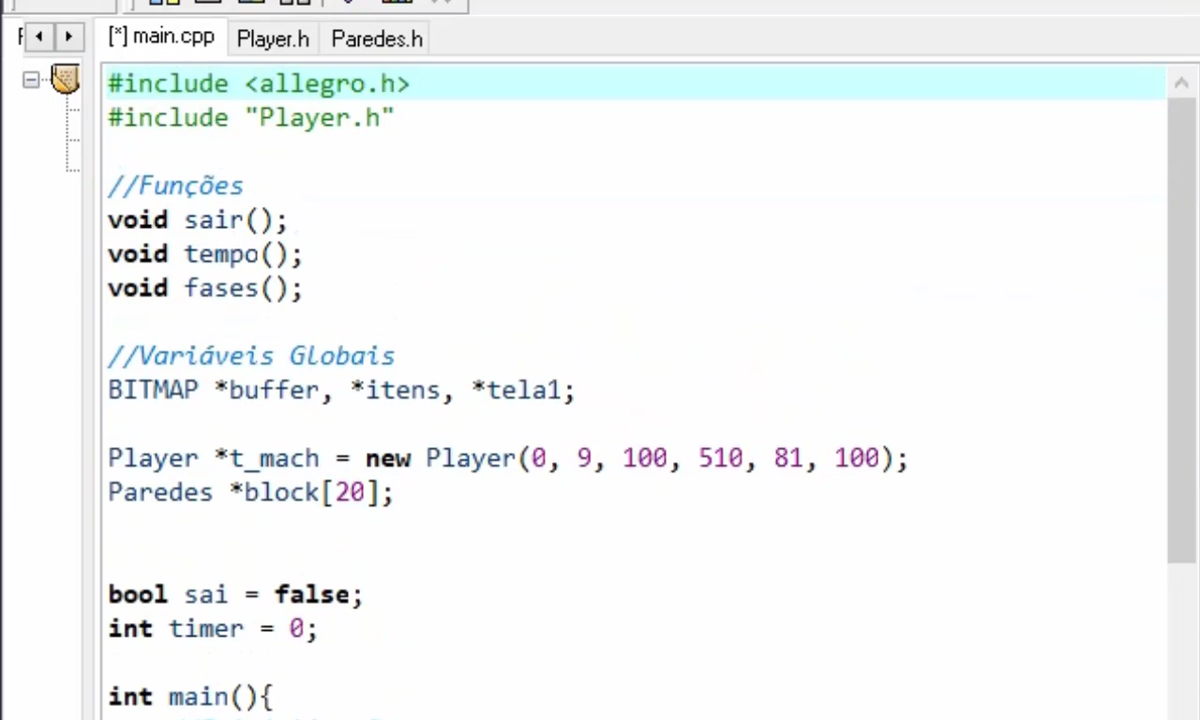 [*] main.cpp Player.h Paredes.h
#include <allegro.h>
#include "Player.h"
//Funções
void sair();
void tempo();
void fases();
//Variáveis Globais
BITMAP *buffer, *itens, *tela1;
Player *t_mach = new Player(0, 9, 100, 510, 81, 100);
Paredes *block[20];
bool sai = false;
int timer = 0;
int main(){